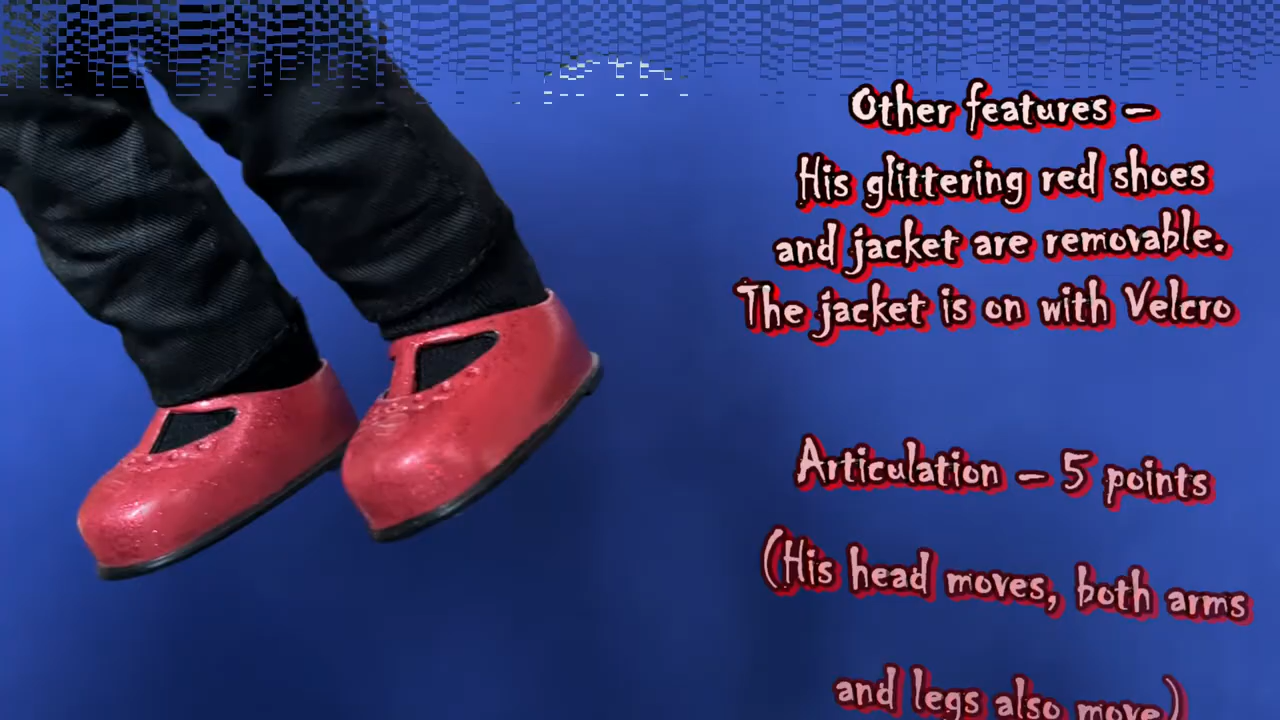 Other features –
His glittering red shoes
and jacket are removable.
The jacket is on with Velcro
Articulation – 5 points
(His head moves, both arms
and legs also move)